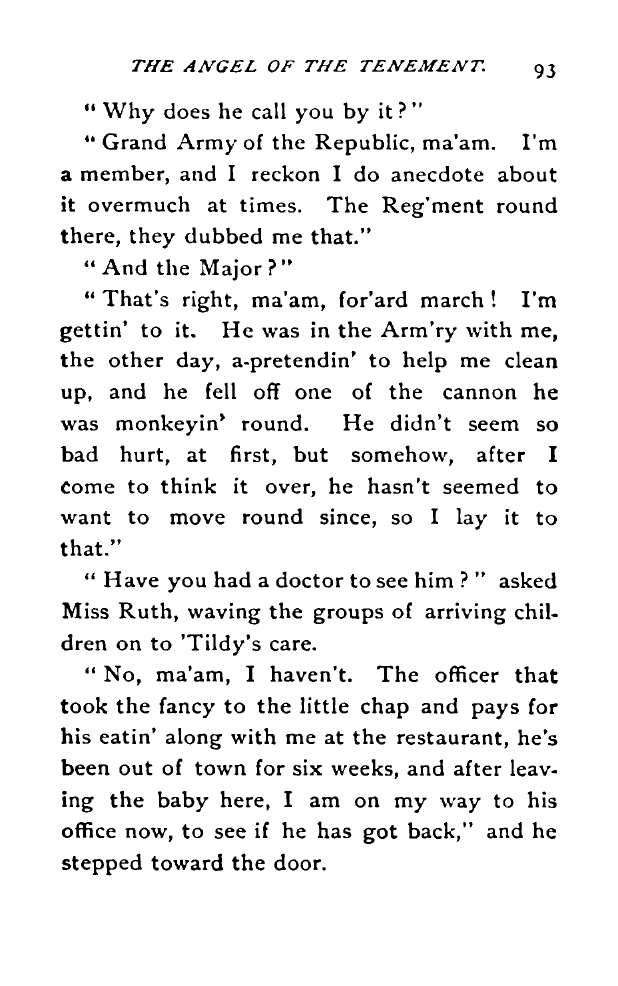 THE ANGEL OF THE TENEMENT. 93
“Why does he call you by it?”
“Grand Army of the Republic, ma'am. I'm
a member, and I reckon I do anecdote about
it overmuch at times. The Reg'ment round
there, they dubbed me that.”
“And the Major?”
“That's right, ma'am, for'ard march! I'm
gettin' to it. He was in the Arm'ry with me,
the other day, a-pretendin' to help me clean
up, and he fell off one of the cannon he
was monkeyin' round. He didn't seem so
bad hurt, at first, but somehow, after I
come to think it over, he hasn't seemed to
want to move round since, so I lay it to
that.”
“Have you had a doctor to see him?” asked
Miss Ruth, waving the groups of arriving chil-
dren on to 'Tildy's care.
“No, ma'am, I haven't. The officer that
took the fancy to the little chap and pays for
his eatin' along with me at the restaurant, he's
been out of town for six weeks, and after leav-
ing the baby here, I am on my way to his
office now, to see if he has got back,” and he
stepped toward the door.